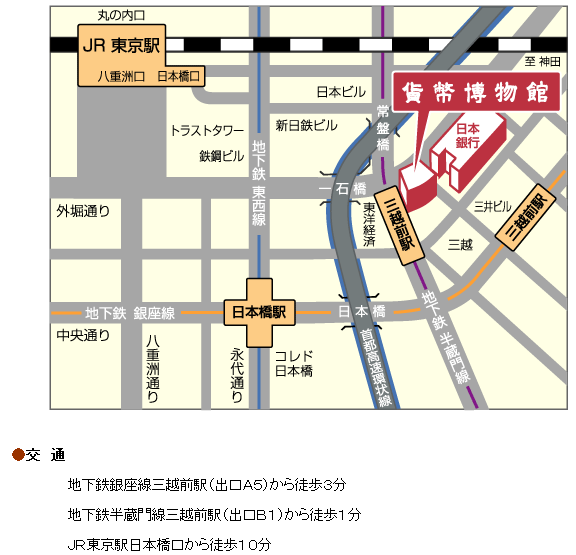 丸の内口
JR 東京駅
至 神田
八重洲口
日本橋口
日本ビル
貨幣博物館
常盤橋
日本
銀行
トラストタワー
新日鉄ビル
鉄鋼ビル
地下鉄 東西線
一石橋
外堀通り
東洋経済
三越前駅
三井ビル
三越前駅
三越
地下鉄 銀座線
日本橋駅
日本橋
地下鉄 半蔵門線
中央通り
八重洲通り
永代通り
コレド
日本橋
首都高速環状線
●交 通
地下鉄銀座線三越前駅(出口A5)から徒歩3分
地下鉄半蔵門線三越前駅(出口B1)から徒歩1分
JR東京駅日本橋口から徒歩10分